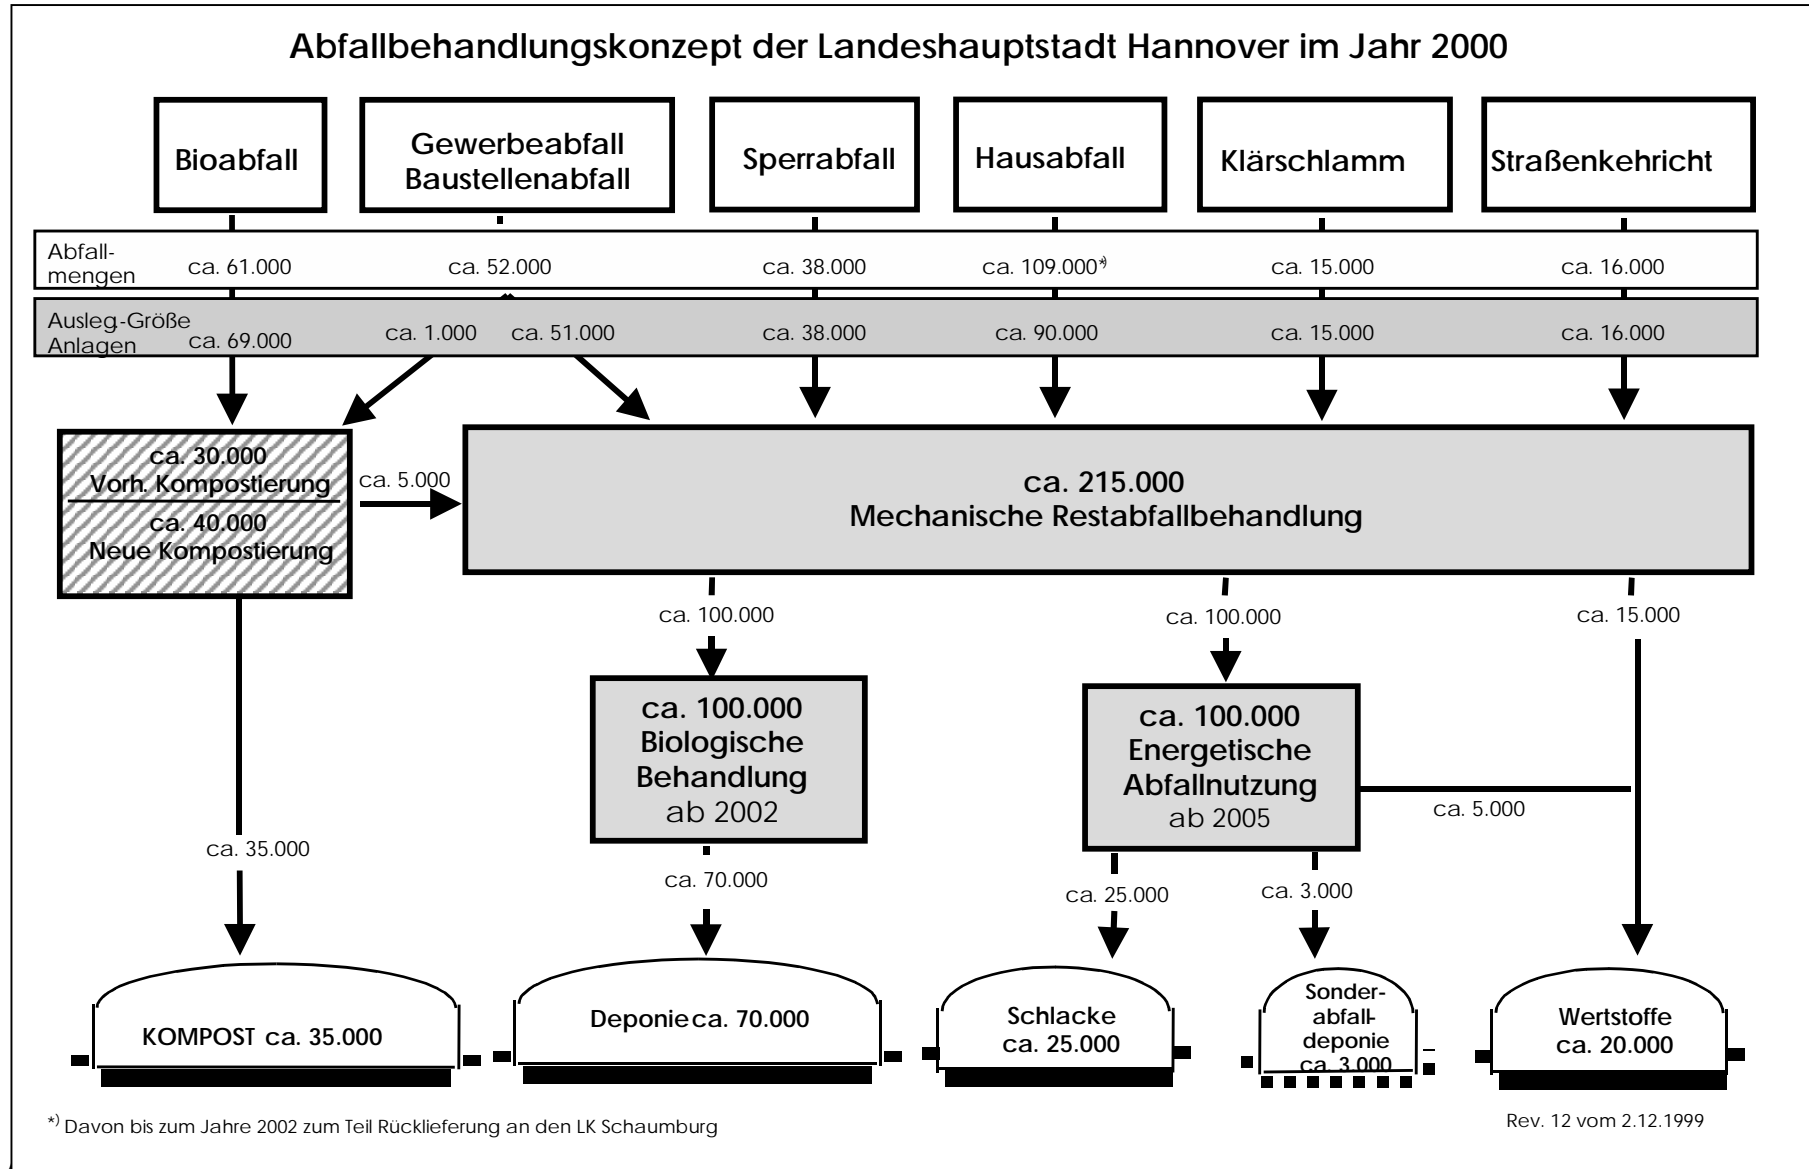 Abfallbehandlungskonzept der Landeshauptstadt Hannover im Jahr 2000
Bioabfall
Gewerbeabfall
Baustellenabfall
Sperrabfall
Hausabfall
Klärschlamm
Straßenkehricht
Abfall-
mengen
ca. 61.000
ca. 52.000
ca. 38.000
ca. 109.000*)
ca. 15.000
ca. 16.000
Ausleg.-Größe
Anlagen
ca. 69.000
ca. 1.000
ca. 51.000
ca. 38.000
ca. 90.000
ca. 15.000
ca. 16.000
ca. 30.000
Vorh. Kompostierung
ca. 40.000
Neue Kompostierung
ca. 5.000
ca. 215.000
Mechanische Restabfallbehandlung
ca. 100.000
ca. 100.000
ca. 15.000
ca. 100.000
Biologische
Behandlung
ab 2002
ca. 100.000
Energetische
Abfallnutzung
ab 2005
ca. 5.000
ca. 35.000
ca. 70.000
ca. 25.000
ca. 3.000
KOMPOST ca. 35.000
Deponie ca. 70.000
Schlacke
ca. 25.000
Sonder-
abfall-
deponie
ca. 3.000
Wertstoffe
ca. 20.000
*) Davon bis zum Jahre 2002 zum Teil Rücklieferung an den LK Schaumburg
Rev. 12 vom 2.12.1999